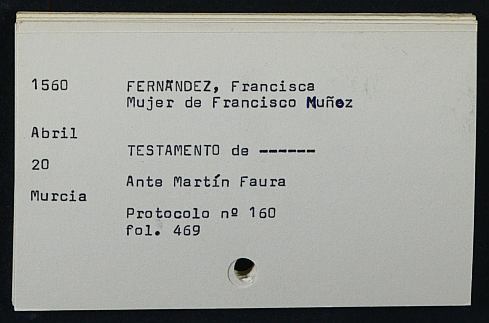 1560
FERNÁNDEZ, Francisca
Mujer de Francisco Muñoz
Abril
TESTAMENTO de ------
20
Ante Martín Faura
Murcia
Protocolo nº 160
fol. 469